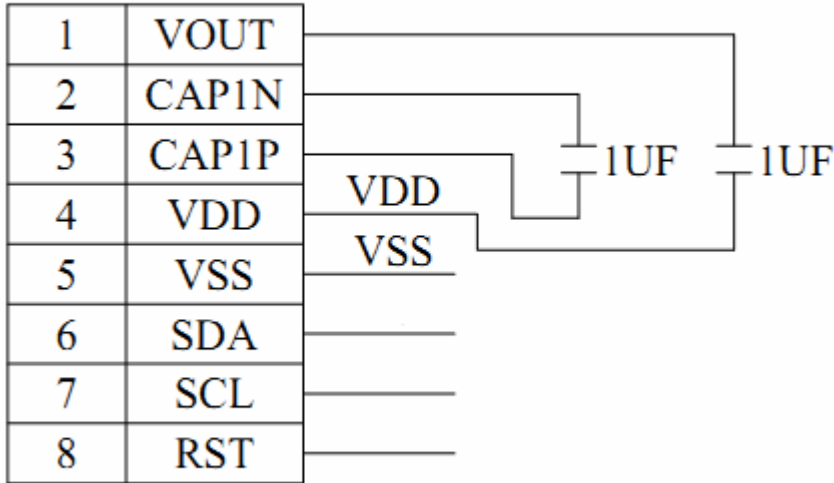 1 VOUT
2 CAP1N
3 CAP1P 1UF 1UF
VDD
4 VDD
VSS
5 VSS
6 SDA
7 SCL
8 RST